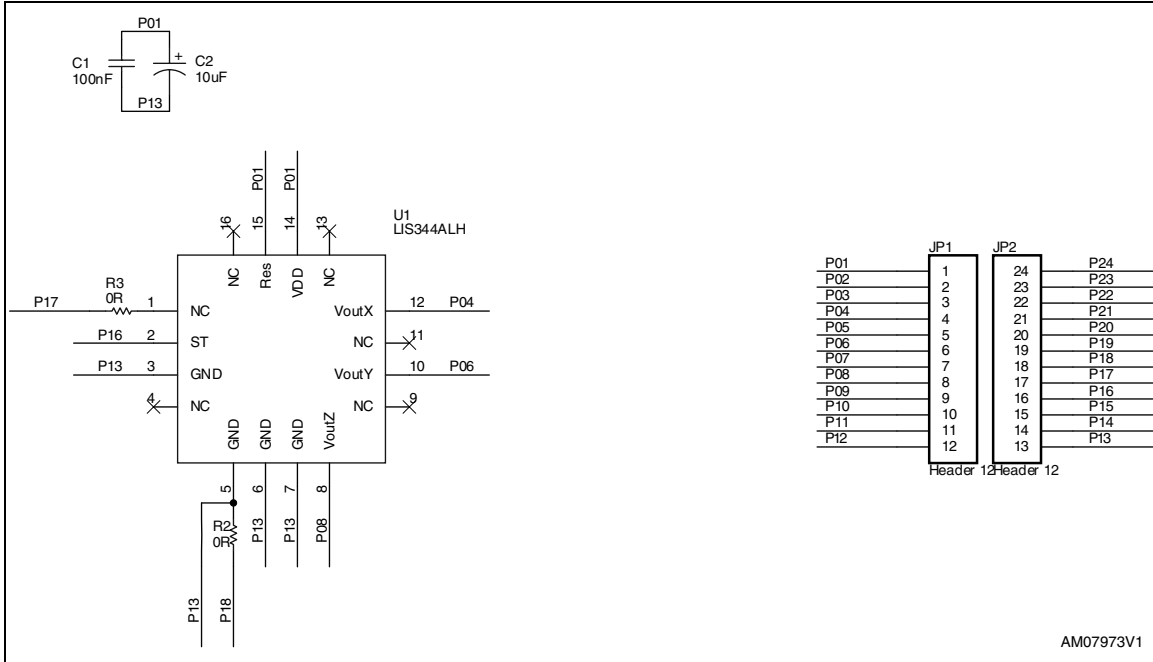 P01
C1
100nF
+
C2
10uF
P13
P01
P01
16
15
14
13
U1
LIS344ALH
NC
Res
VDD
NC
R3
0R
P17
1
NC
VoutX
12
P04
P16
2
ST
NC
11
P13
3
GND
VoutY
10
P06
4
NC
NC
9
GND
GND
GND
VoutZ
5
6
7
8
R2
0R
P13
P13
P08
P13
P18
JP1
JP2
P01
1
24
P24
P02
2
23
P23
P03
3
22
P22
P04
4
21
P21
P05
5
20
P20
P06
6
19
P19
P07
7
18
P18
P08
8
17
P17
P09
9
16
P16
P10
10
15
P15
P11
11
14
P14
P12
12
13
P13
Header 12
Header 12
AM07973V1